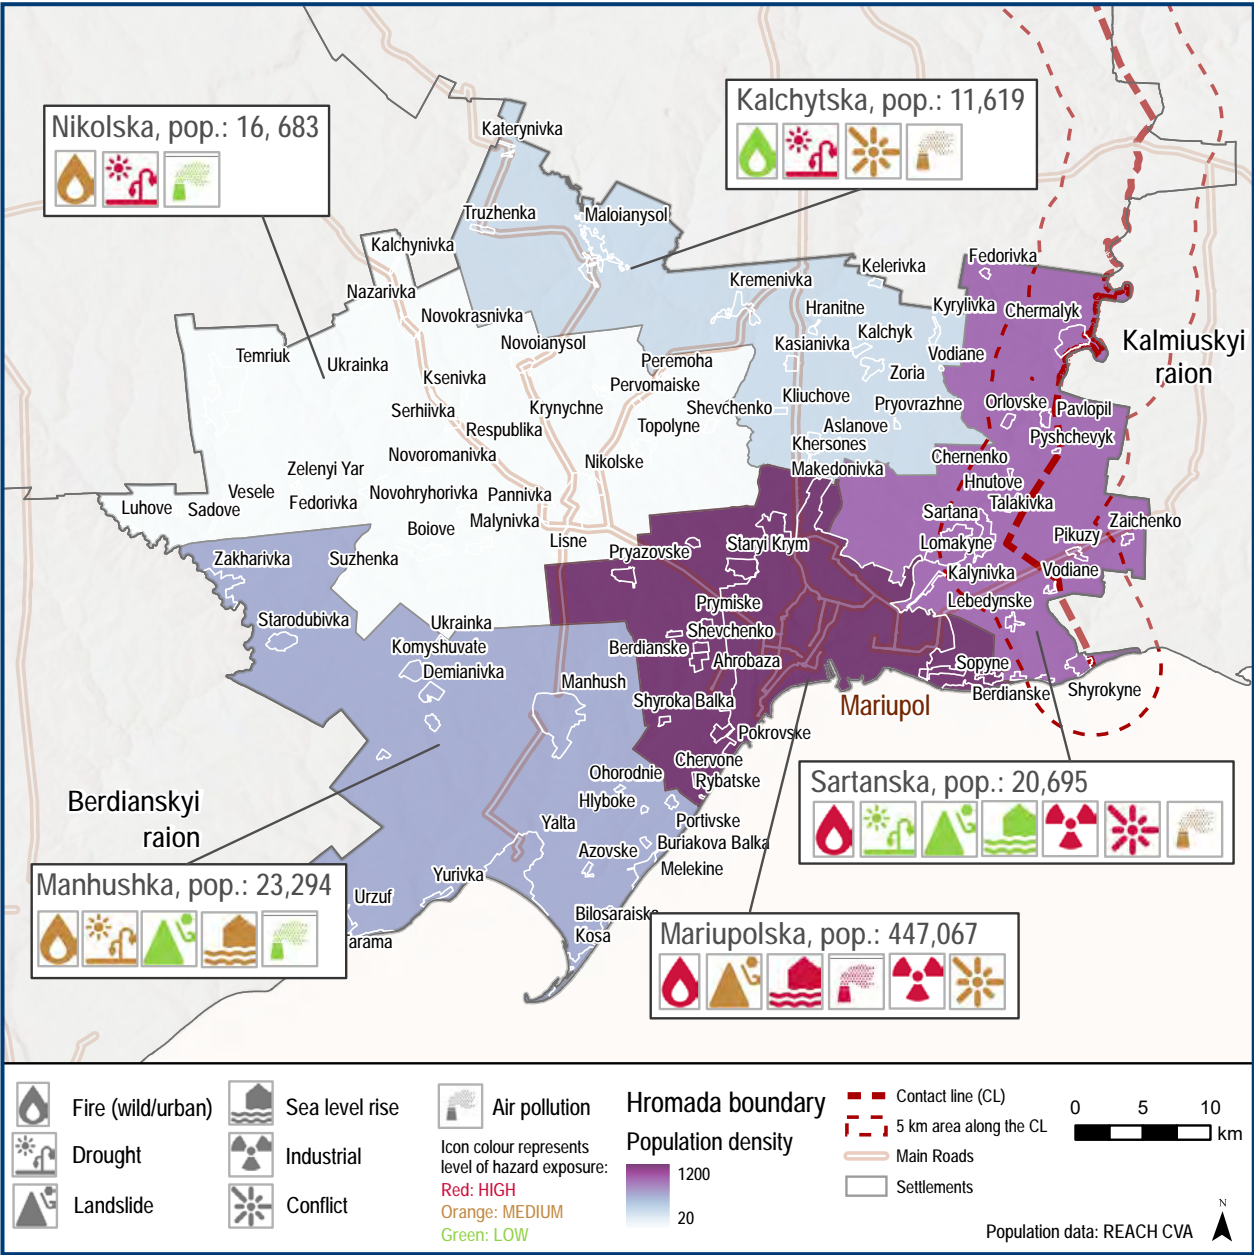 Nikolska, pop.: 16, 683
Kalchytska, pop.: 11,619
Katerynivka
Truzhenka
Maloianysol
Kalchynivka
Nazarivka
Novokrasnivka
Kremenivka
Kelerivka
Fedorivka
Hranitne
Kyrylivka
Chermalyk
Kalchyk
Kasianivka
Vodiane
Zoria
Kalmiuskyi
raion
Temriuk
Ukrainka
Novoianysol
Peremoha
Ksenivka
Pervomaiske
Serhiivka
Krynychne
Shevchenko
Kliuchove
Pryovrazhne
Orlovske
Pavlopil
Respublika
Topolyne
Aslanove
Khersones
Pyshchevyk
Novoromanivka
Nikolske
Makedonivka
Chernenko
Zelenyi Yar
Hnutove
Luhove
Sadove
Vesele
Fedorivka
Novohryhorivka
Pannivka
Talakivka
Boiove
Malynivka
Sartana
Zaichenko
Lisne
Pryazovske
Staryi Krym
Lomakyne
Pikuzy
Zakharivka
Suzhenka
Kalynivka
Vodiane
Prymiske
Lebedynske
Starodubivka
Ukrainka
Shevchenko
Komyshuvate
Berdianske
Ahrobaza
Sopyne
Demianivka
Manhush
Shyroka Balka
Berdianske
Shyrokyne
Mariupol
Pokrovske
Chervone
Rybatske
Ohorodnie
Hlyboke
Portivske
Yalta
Azovske
Buriakova Balka
Melekine
Berdianskyi
raion
Yurivka
Urzuf
Bilosaraiska
Kosa
arama
Sartanska, pop.: 20,695
Manhushka, pop.: 23,294
Mariupolska, pop.: 447,067
Fire (wild/urban)
Drought
Landslide
Sea level rise
Industrial
Conflict
Air pollution
Icon colour represents
level of hazard exposure:
Red: HIGH
Orange: MEDIUM
Green: LOW
Hromada boundary
Population density
1200
20
Contact line (CL)
5 km area along the CL
Main Roads
Settlements
0 5 10
km
N
Population data: REACH CVA